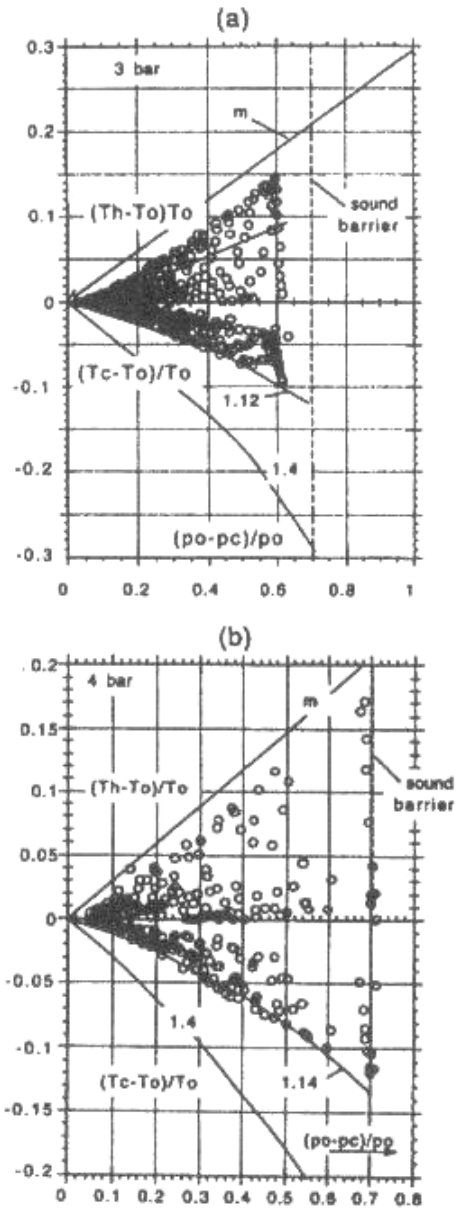 (a)
0.3
3 bar
0.2
m
0.1
(Th-To)To
sound
barrier
0
-0.1
(Tc-To)/To
1.12
-0.2
1.4
(po-pc)/po
-0.3
0 0.2 0.4 0.6 0.8 1
(b)
0.2
4 bar
m
0.15
(Th-To)/To
sound
barrier
0.1
0.05
0
-0.05
1.4
-0.1
(Tc-To)/To
1.14
-0.15
(po-pc)/po
-0.2
0 0.1 0.2 0.3 0.4 0.5 0.6 0.7 0.8